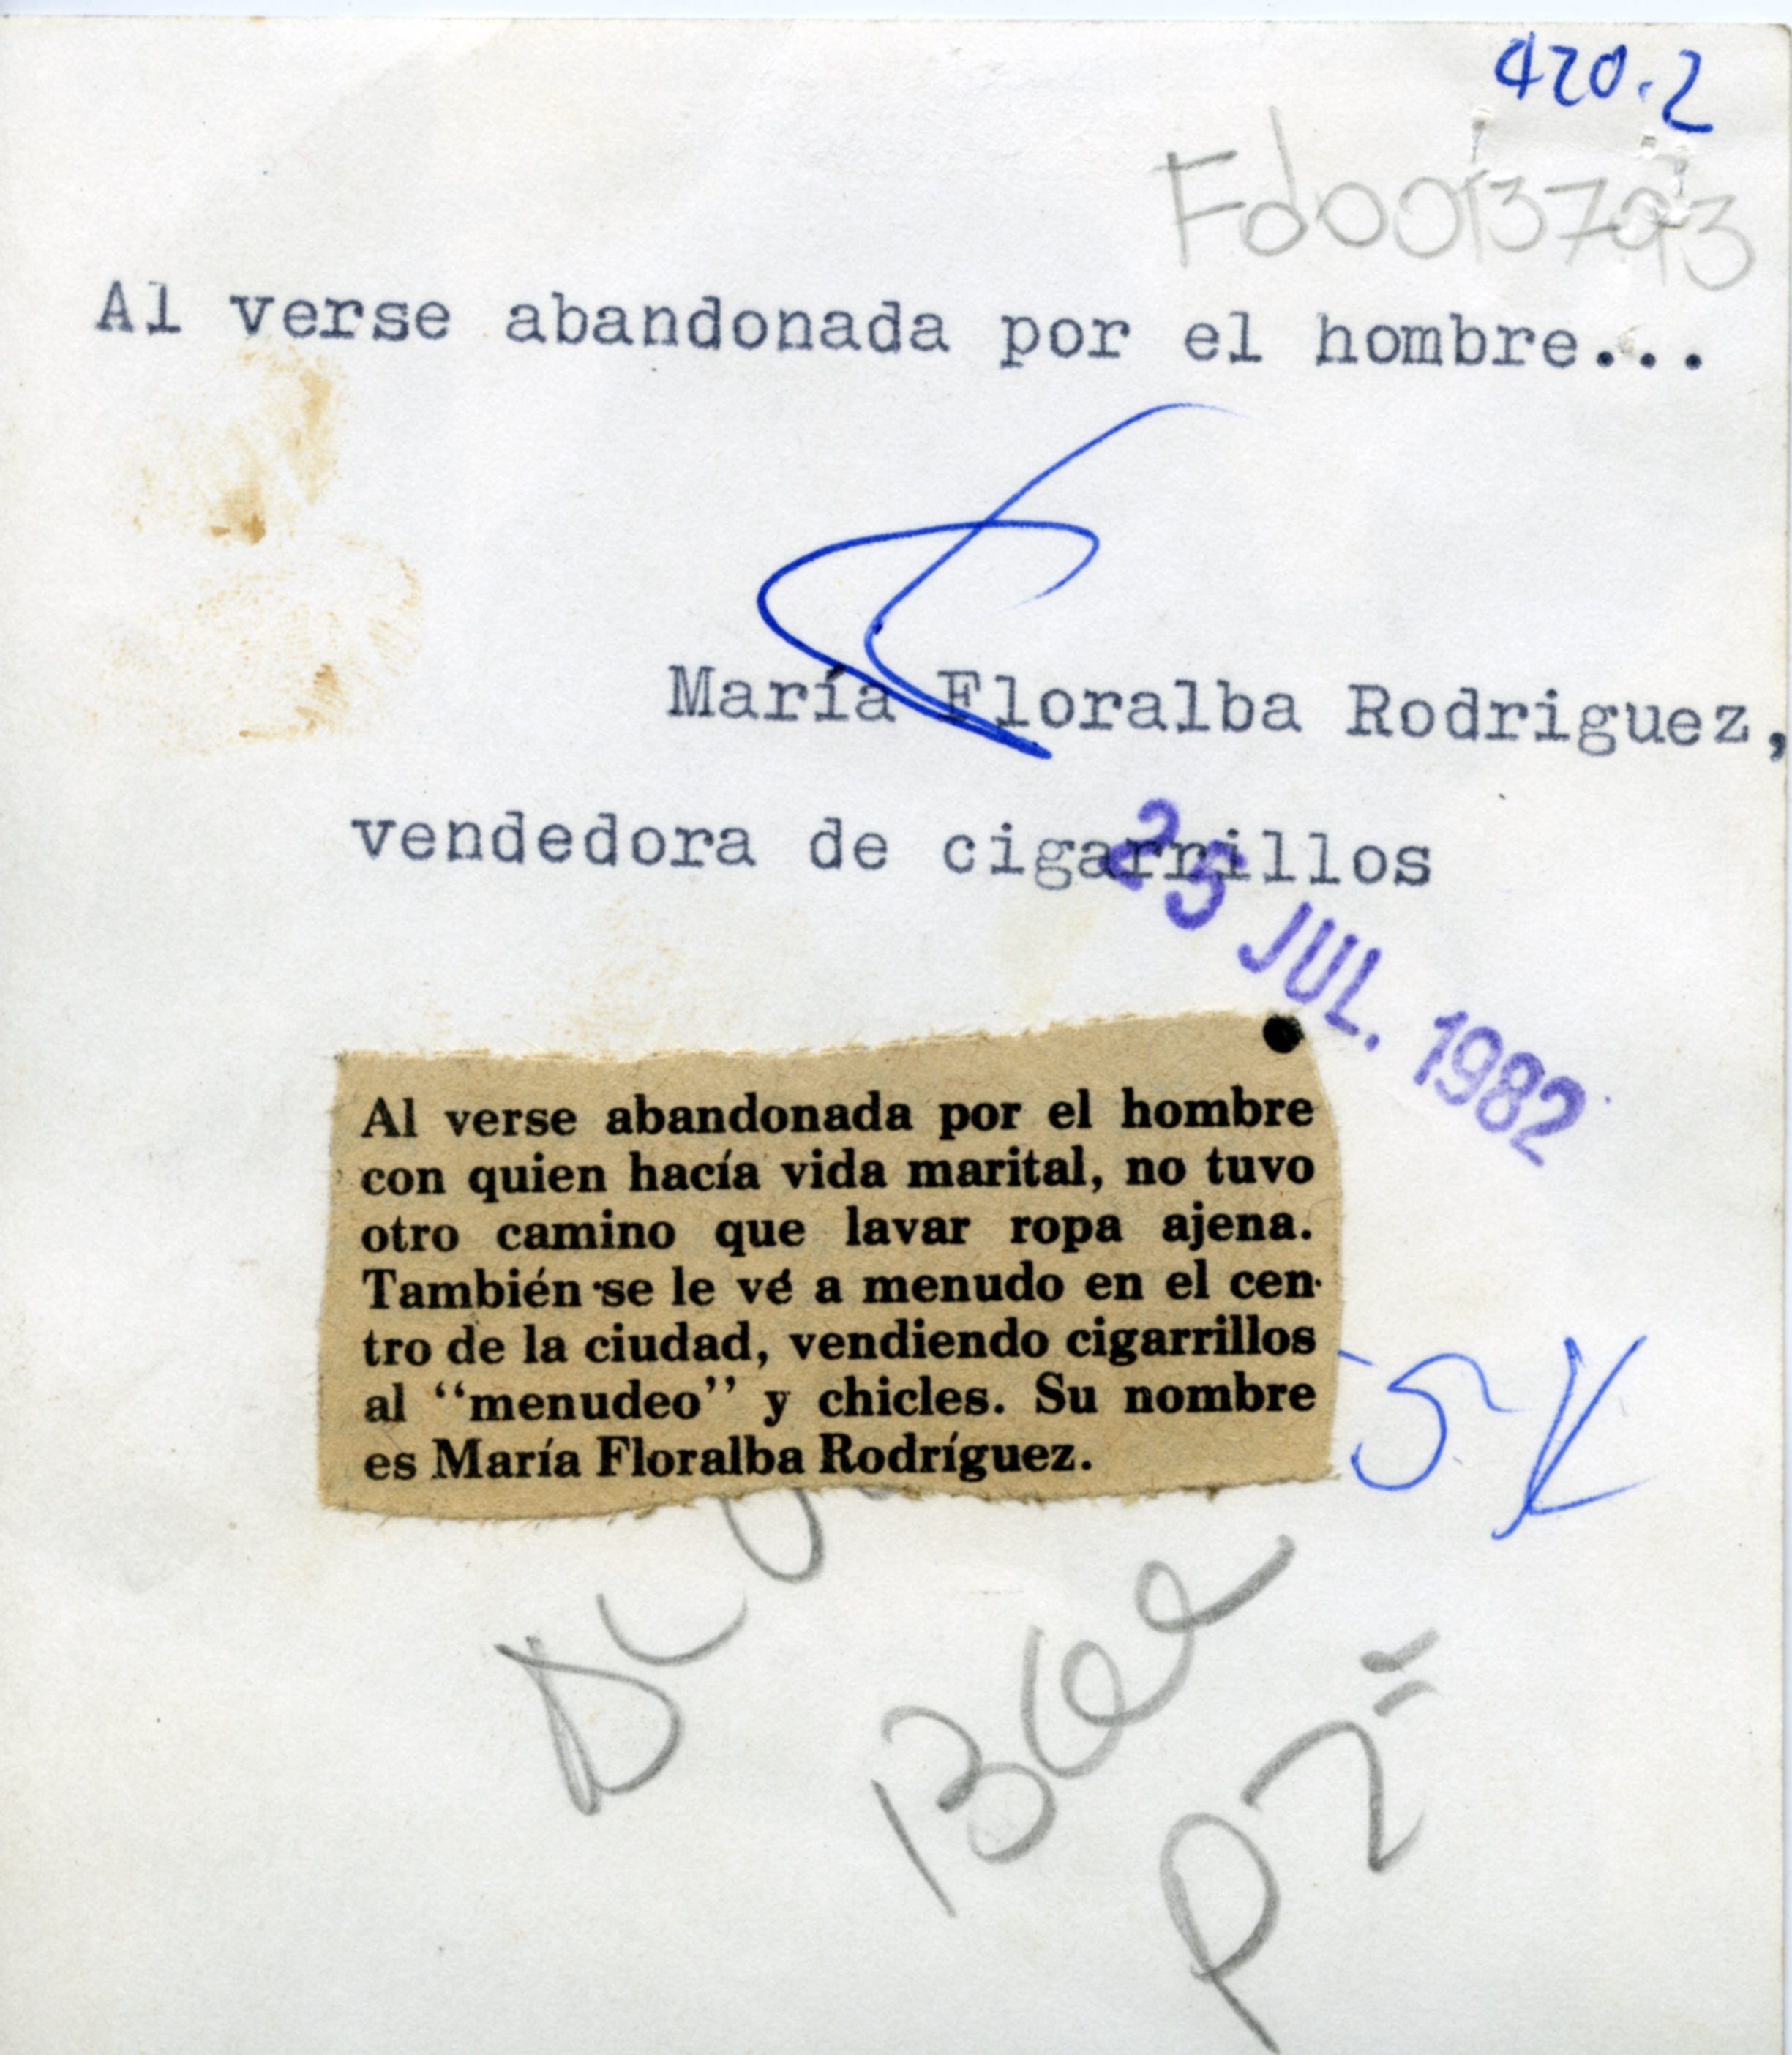 420.2
Fd0013793
Al verse abandonada por el hombre...
María Floralba Rodriguez,
vendedora de cigarrillos
25 JUL. 1982
Al verse abandonada por el hombre
con quien hacía vida marital, no tuvo
otro camino que lavar ropa ajena.
También se le vé a menudo en el cen-
tro de la ciudad, vendiendo cigarrillos
al “menudeo” y chicles. Su nombre
es María Floralba Rodríguez.